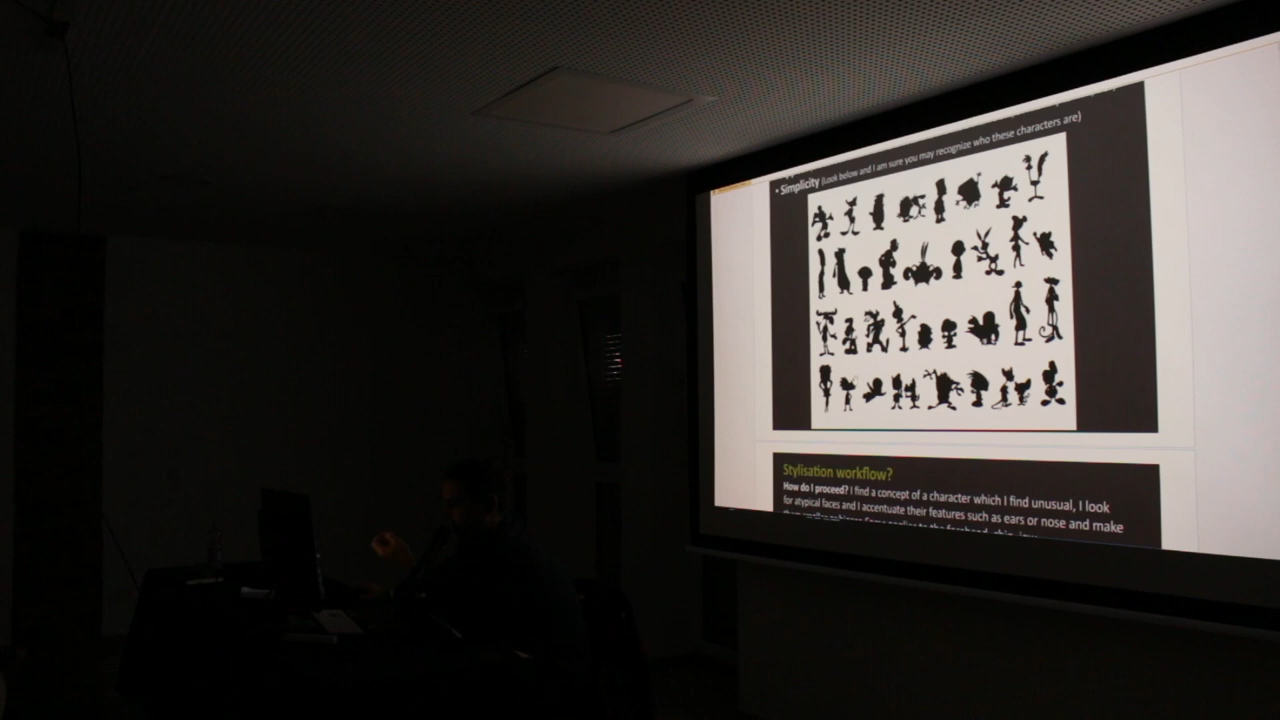 • Simplicity (Look below and I am sure you may recognize who these characters are)
Stylisation workflow?
How do I proceed? I find a concept of a character which I find unusual, I look
for atypical faces and I accentuate their features such as ears or nose and make